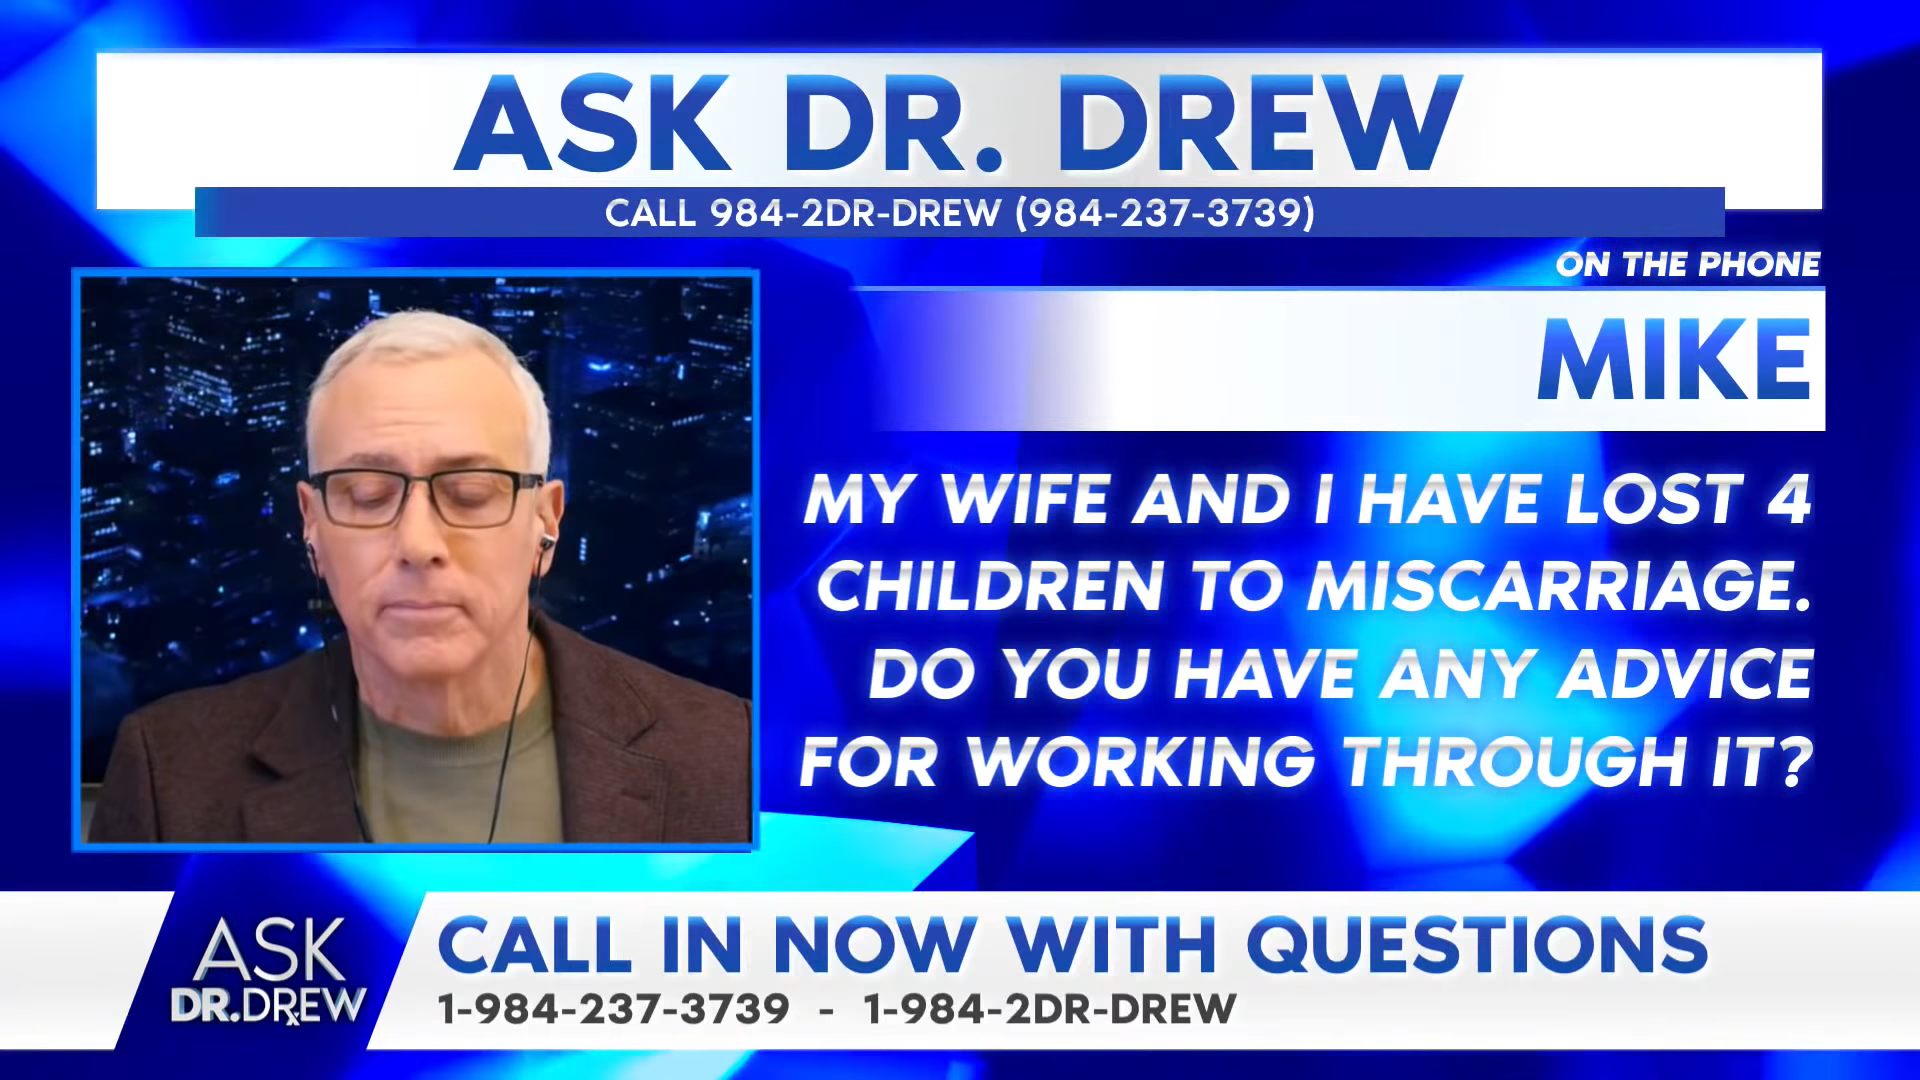 ASK DR. DREW
CALL 984-2DR-DREW (984-237-3739)
ON THE PHONE
MIKE
MY WIFE AND I HAVE LOST 4
CHILDREN TO MISCARRIAGE.
DO YOU HAVE ANY ADVICE
FOR WORKING THROUGH IT?
ASK
DR.DREW
CALL IN NOW WITH QUESTIONS
1-984-237-3739 - 1-984-2DR-DREW